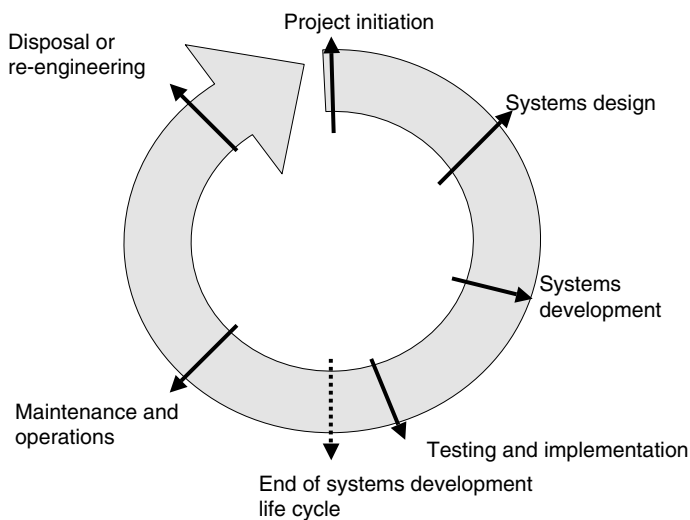 Project initiation
Disposal or
re-engineering
Systems design
Systems
development
Maintenance and
operations
Testing and implementation
End of systems development
life cycle